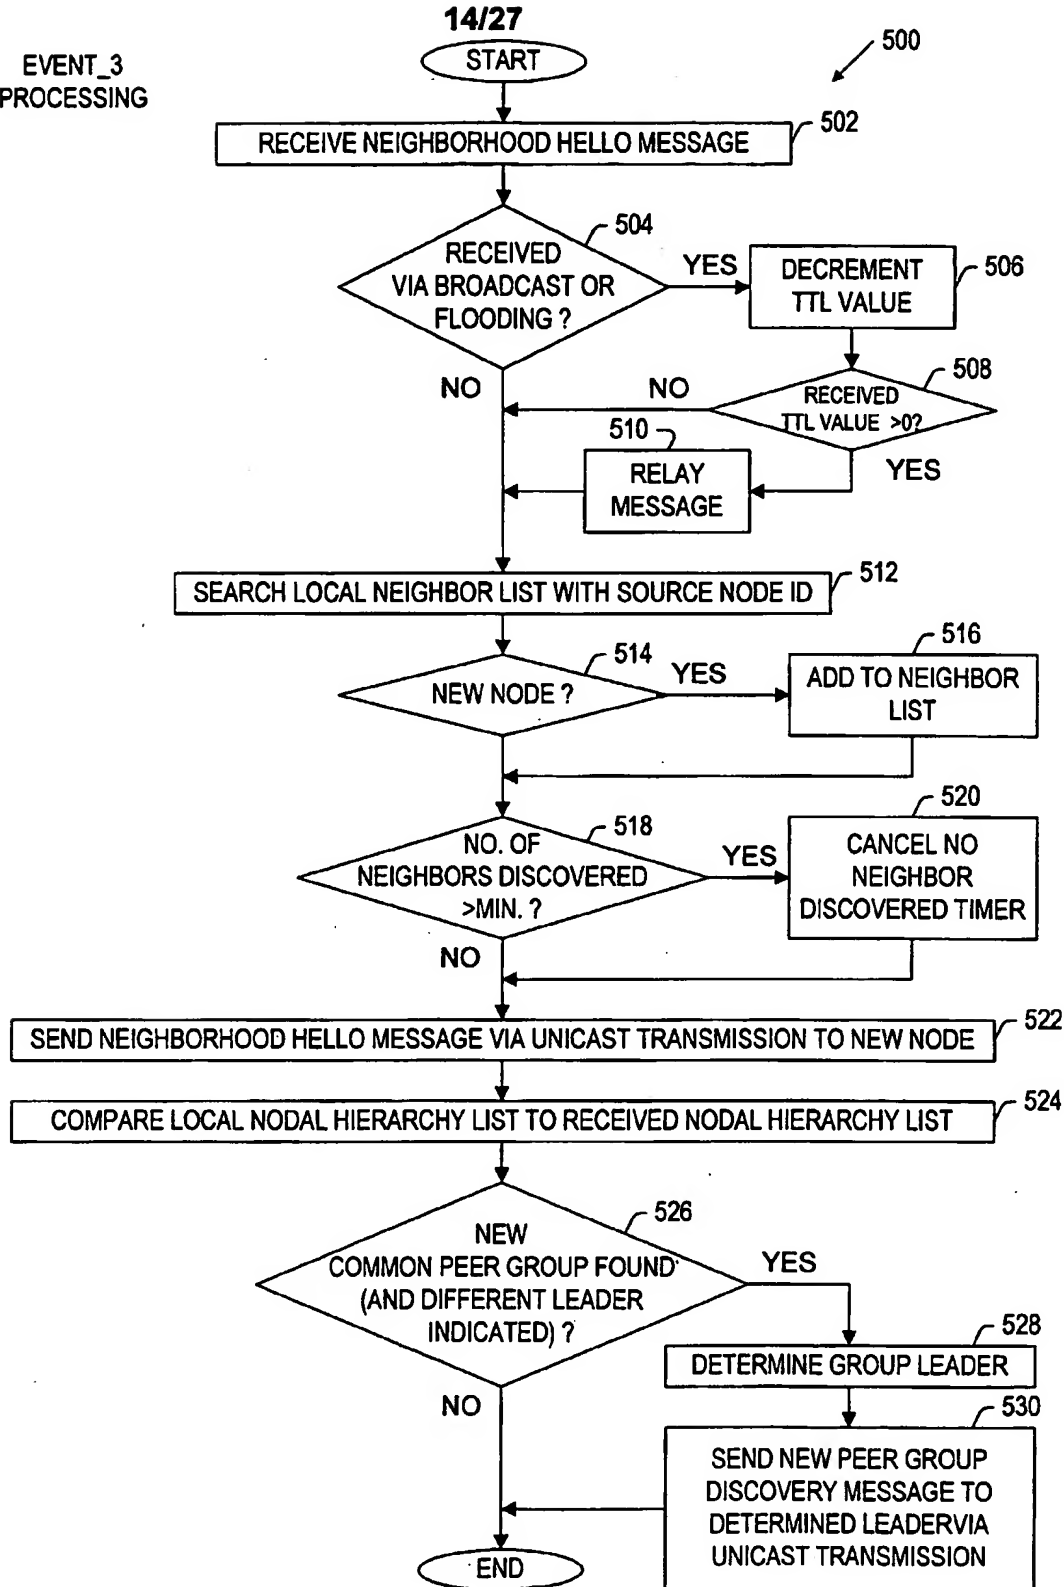 14/27
EVENT_3
PROCESSING
START
500
RECEIVE NEIGHBORHOOD HELLO MESSAGE
502
504
RECEIVED
VIA BROADCAST OR
FLOODING ?
YES
DECREMENT
TTL VALUE
506
NO
508
RECEIVED
TTL VALUE >0?
NO
YES
510
RELAY
MESSAGE
SEARCH LOCAL NEIGHBOR LIST WITH SOURCE NODE ID
512
514
NEW NODE ?
YES
516
ADD TO NEIGHBOR
LIST
518
NO. OF
NEIGHBORS DISCOVERED
>MIN. ?
YES
520
CANCEL NO
NEIGHBOR
DISCOVERED TIMER
NO
SEND NEIGHBORHOOD HELLO MESSAGE VIA UNICAST TRANSMISSION TO NEW NODE
522
COMPARE LOCAL NODAL HIERARCHY LIST TO RECEIVED NODAL HIERARCHY LIST
524
526
NEW
COMMON PEER GROUP FOUND
(AND DIFFERENT LEADER
INDICATED) ?
YES
528
DETERMINE GROUP LEADER
NO
530
SEND NEW PEER GROUP
DISCOVERY MESSAGE TO
DETERMINED LEADERVIA
UNICAST TRANSMISSION
END